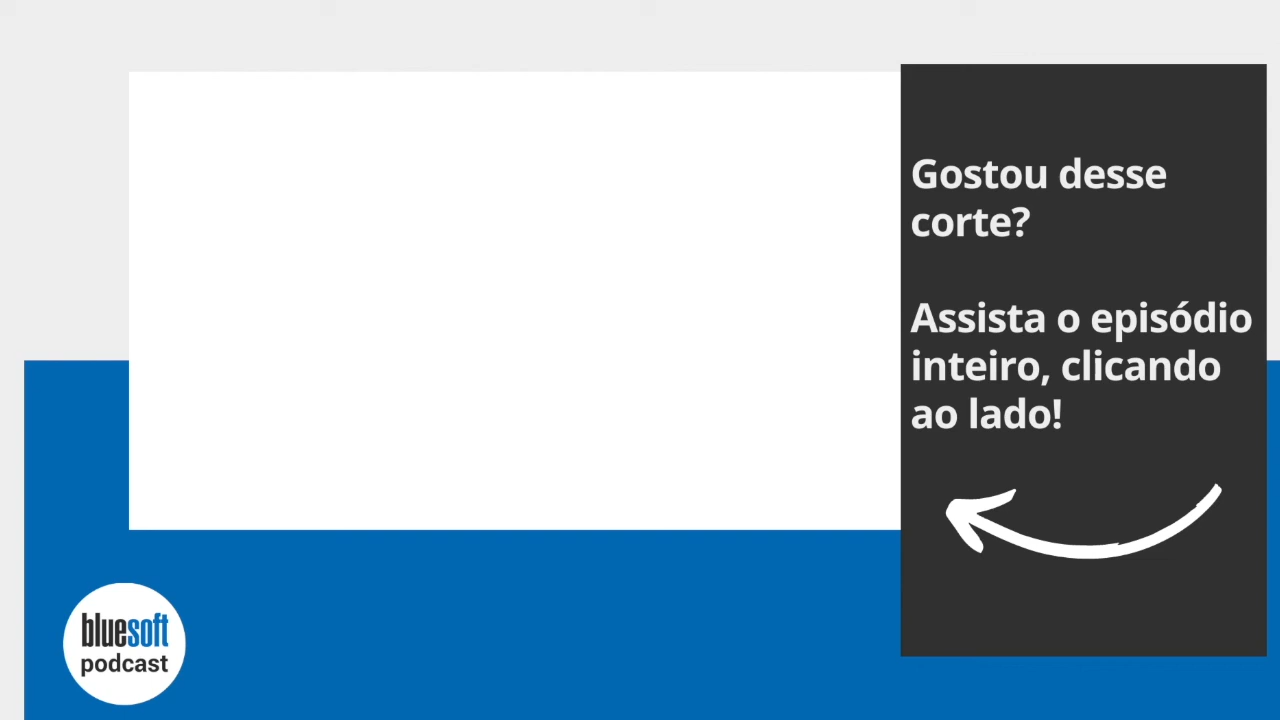 Gostou desse
corte?
Assista o episódio
inteiro, clicando
ao lado!
bluesoft
podcast